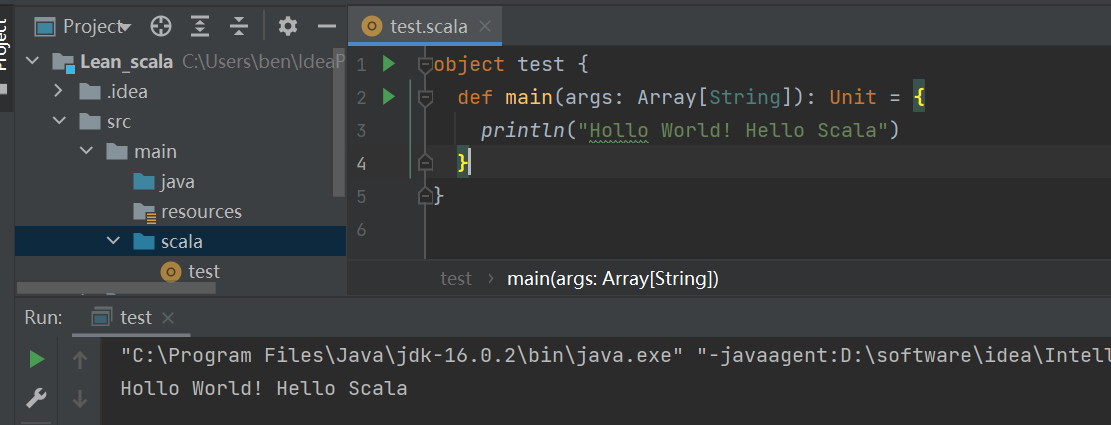 Project
Project
Lean_scala C:\Users\ben\IdeaP
.idea
src
main
java
resources
scala
test
test.scala
1 object test {
2 def main(args: Array[String]): Unit = {
3 println("Hollo World! Hello Scala")
4 }
5 }
6
test › main(args: Array[String])
Run: test
"C:\Program Files\Java\jdk-16.0.2\bin\java.exe" "-javaagent:D:\software\idea\Intell
Hollo World! Hello Scala